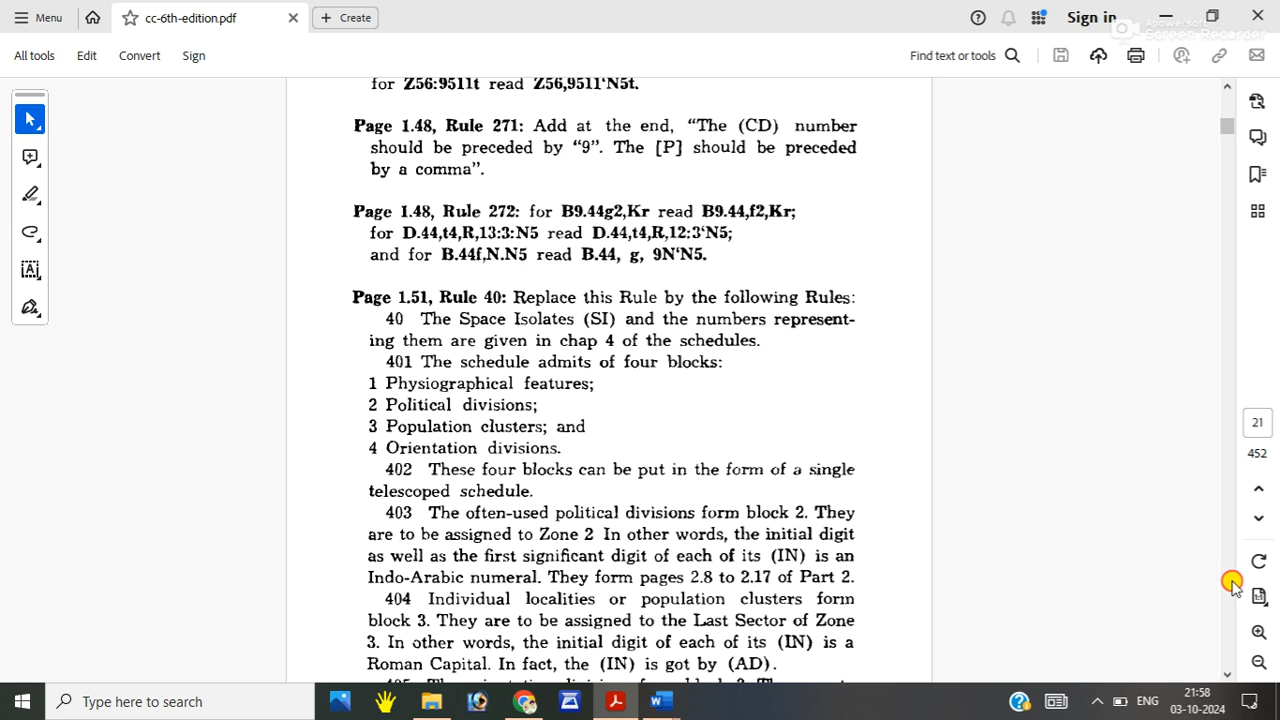 Menu
cc-6th-edition.pdf
Create
Sign in
Apowersoft
Screen Recorder
All tools
Edit
Convert
Sign
Find text or tools
for Z56:9511t read Z56,9511'N5t.
Page 1.48, Rule 271: Add at the end, "The (CD) number
should be preceded by "9". The [P] should be preceded
by a comma".
Page 1.48, Rule 272: for B9.44g2,Kr read B9.44,f2,Kr;
for D.44,t4,R,13:3:N5 read D.44,t4,R,12:3'N5;
and for B.44f,N.N5 read B.44, g, 9N'N5.
Page 1.51, Rule 40: Replace this Rule by the following Rules:
40 The Space Isolates (SI) and the numbers represent-
ing them are given in chap 4 of the schedules.
401 The schedule admits of four blocks:
1 Physiographical features;
2 Political divisions;
3 Population clusters; and
4 Orientation divisions.
402 These four blocks can be put in the form of a single
telescoped schedule.
403 The often-used political divisions form block 2. They
are to be assigned to Zone 2 In other words, the initial digit
as well as the first significant digit of each of its (IN) is an
Indo-Arabic numeral. They form pages 2.8 to 2.17 of Part 2.
404 Individual localities or population clusters form
block 3. They are to be assigned to the Last Sector of Zone
3. In other words, the initial digit of each of its (IN) is a
Roman Capital. In fact, the (IN) is got by (AD).
21
452
Type here to search
ENG
21:58
03-10-2024